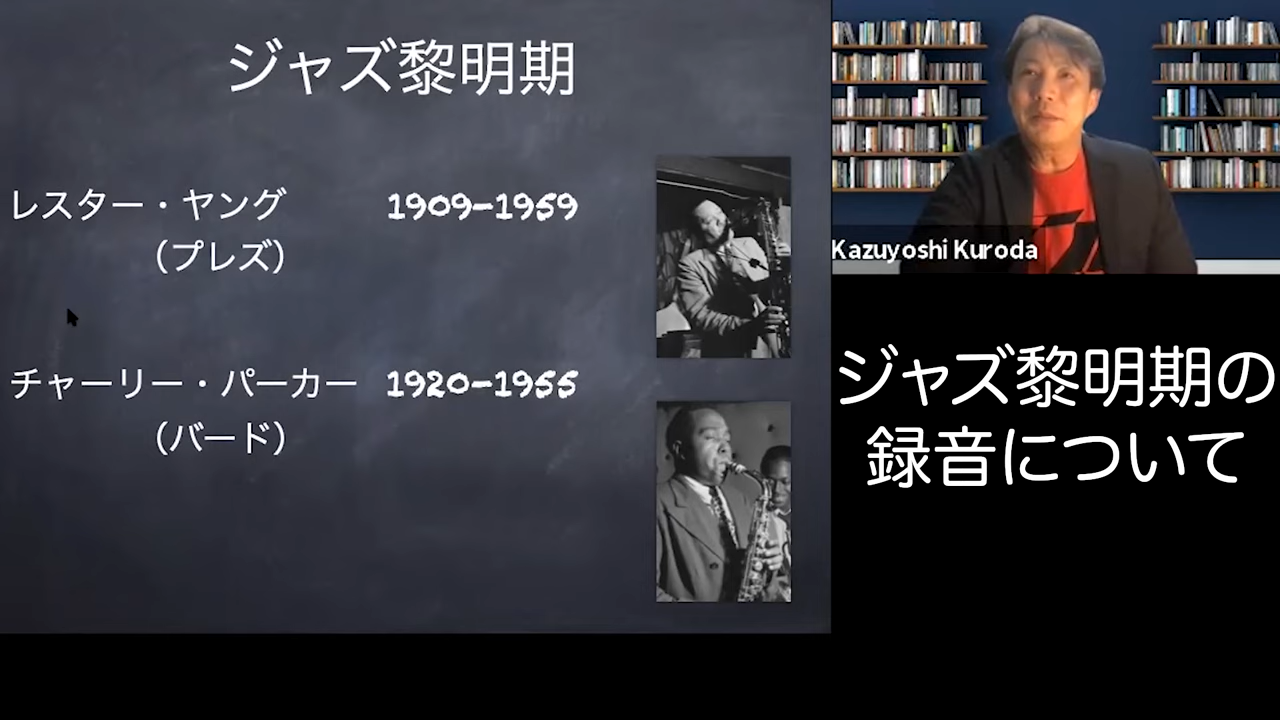 ジャズ黎明期
レスター・ヤング 1909-1959
（プレズ）
チャーリー・パーカー 1920-1955
（バード）
Kazuyoshi Kuroda
ジャズ黎明期の
録音について